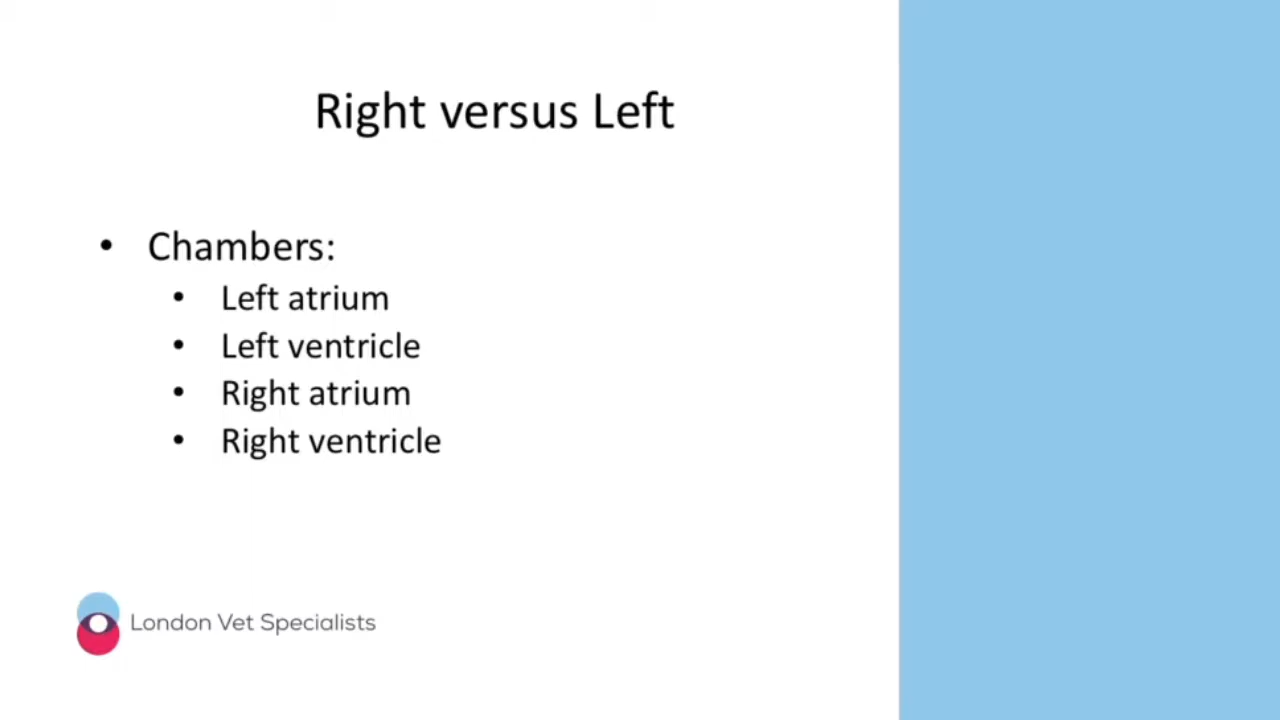 Right versus Left
• Chambers:
• Left atrium
• Left ventricle
• Right atrium
• Right ventricle
London Vet Specialists